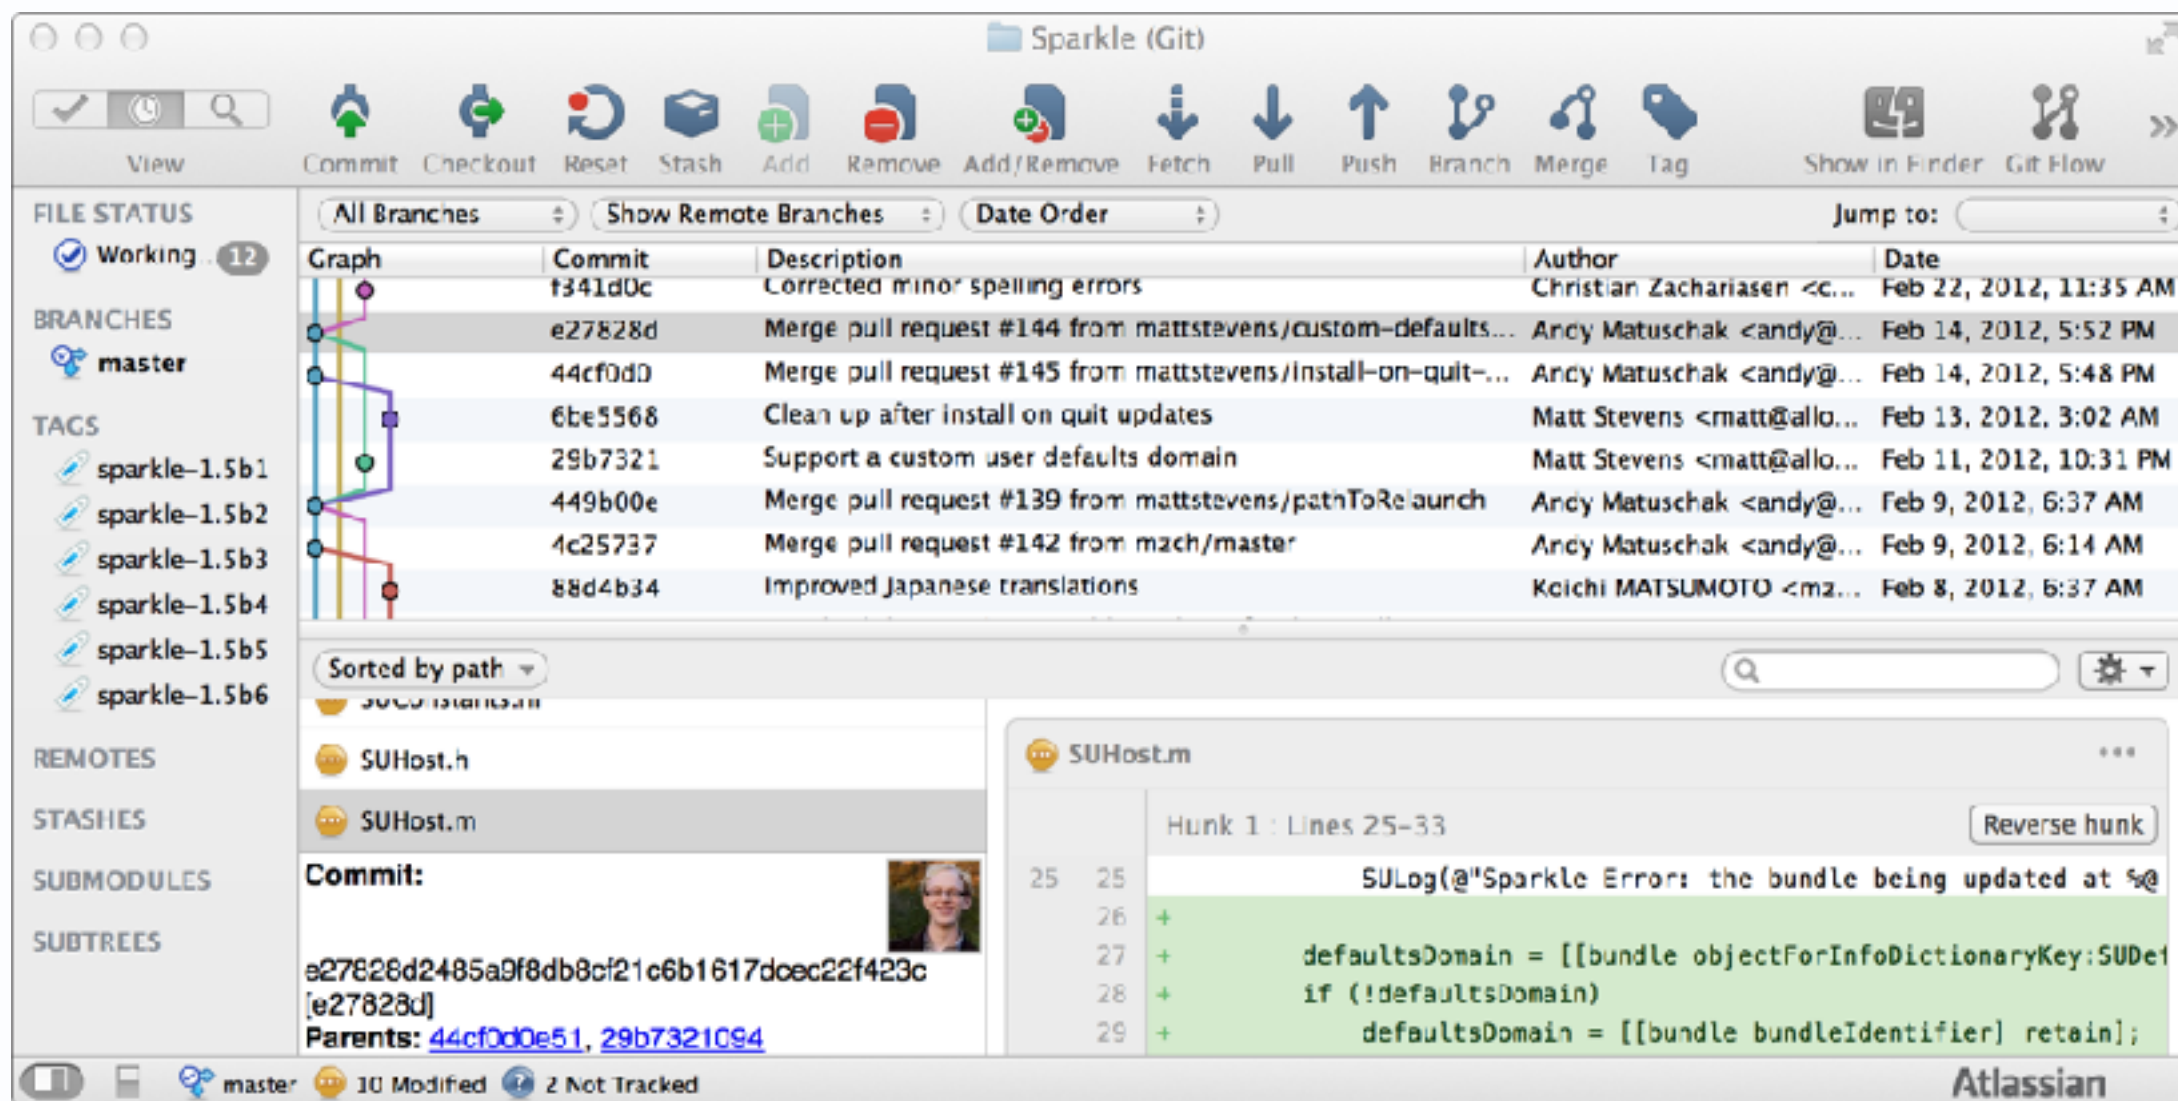 Sparkle (Git)
View Commit Checkout Reset Stash Add Remove Add/Remove Fetch Pull Push Branch Merge Tag Show in Finder Git Flow
FILE STATUS
Working... 12
BRANCHES
master
TAGS
sparkle-1.5b1
sparkle-1.5b2
sparkle-1.5b3
sparkle-1.5b4
sparkle-1.5b5
sparkle-1.5b6
REMOTES
STASHES
SUBMODULES
SUBTREES
All Branches Show Remote Branches Date Order Jump to:
Graph Commit Description Author Date
f341d0c Corrected minor spelling errors Christian Zachariasen <c... Feb 22, 2012, 11:35 AM
e27828d Merge pull request #144 from mattstevens/custom-defaults... Andy Matuschak <andy@... Feb 14, 2012, 5:52 PM
44cf0d0 Merge pull request #145 from mattstevens/install-on-quit-... Andy Matuschak <andy@... Feb 14, 2012, 5:48 PM
6be5568 Clean up after install on quit updates Matt Stevens <matt@allo... Feb 13, 2012, 3:02 AM
29b7321 Support a custom user defaults domain Matt Stevens <matt@allo... Feb 11, 2012, 10:31 PM
449b00e Merge pull request #139 from mattstevens/pathToRelaunch Andy Matuschak <andy@... Feb 9, 2012, 6:37 AM
4c25737 Merge pull request #142 from mzch/master Andy Matuschak <andy@... Feb 9, 2012, 6:14 AM
88d4b34 Improved Japanese translations Koichi MATSUMOTO <mz... Feb 8, 2012, 6:37 AM
Sorted by path
SUConstants.m
SUHost.h
SUHost.m
Commit:
e27828d2485a9f8db8cf21c6b1617dcec22f423c
[e27828d]
Parents: 44cf0d0e51, 29b7321094
SUHost.m
Hunk 1 : Lines 25-33 Reverse hunk
25 25 SULog(@"Sparkle Error: the bundle being updated at %@
26 +
27 + defaultsDomain = [[bundle objectForInfoDictionaryKey:SUDef
28 + if (!defaultsDomain)
29 + defaultsDomain = [[bundle bundleIdentifier] retain];
master 10 Modified 2 Not Tracked
Atlassian